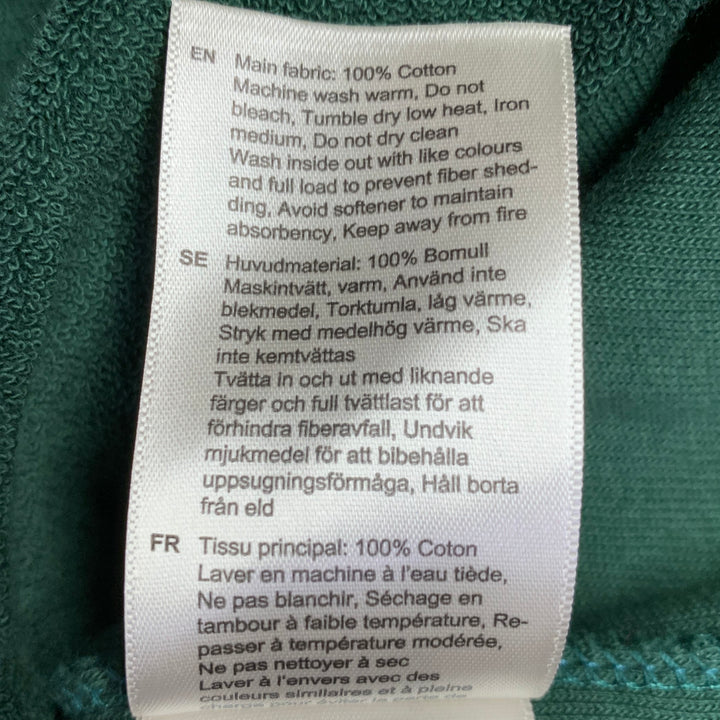 EN Main fabric: 100% Cotton
Machine wash warm, Do not
bleach, Tumble dry low heat, Iron
medium, Do not dry clean
Wash inside out with like colours
and full load to prevent fiber shed-
ding, Avoid softener to maintain
absorbency, Keep away from fire
SE Huvudmaterial: 100% Bomull
Maskintvätt, varm, Använd inte
blekmedel, Torktumla, låg värme,
Stryk med medelhög värme, Ska
inte kemtvättas
Tvätta in och ut med liknande
färger och full tvättlast för att
förhindra fiberavfall, Undvik
mjukmedel för att bibehålla
uppsugningsförmåga, Håll borta
från eld
FR Tissu principal: 100% Coton
Laver en machine à l'eau tiède,
Ne pas blanchir, Séchage en
tambour à faible température, Re-
passer à température modérée,
Ne pas nettoyer à sec
Laver à l'envers avec des
couleurs similaires et à pleine
charge pour éviter la perte de